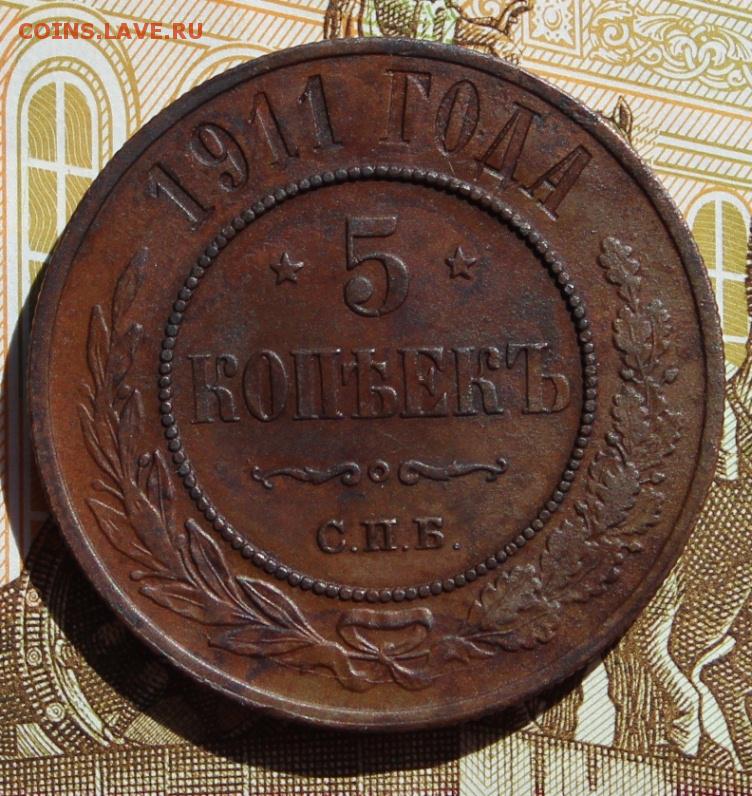 COINS.LAVE.RU
1911 ГОДА
5
КОПѢЕКЪ
С.П.Б.